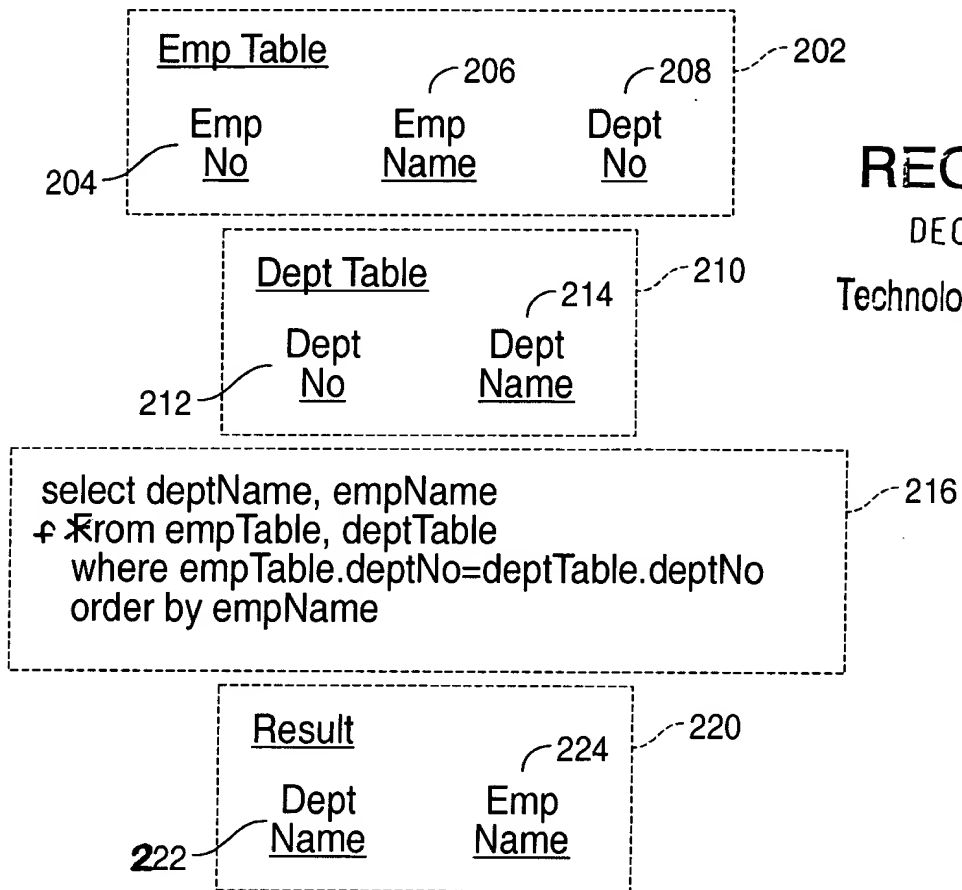 Emp Table
202
206
208
Emp No
Emp Name
Dept No
204
REC
DEC
Technolo
Dept Table
210
214
Dept No
Dept Name
212
select deptName, empName
f From empTable, deptTable
where empTable.deptNo=deptTable.deptNo
order by empName
216
Result
220
224
Dept Name
Emp Name
222